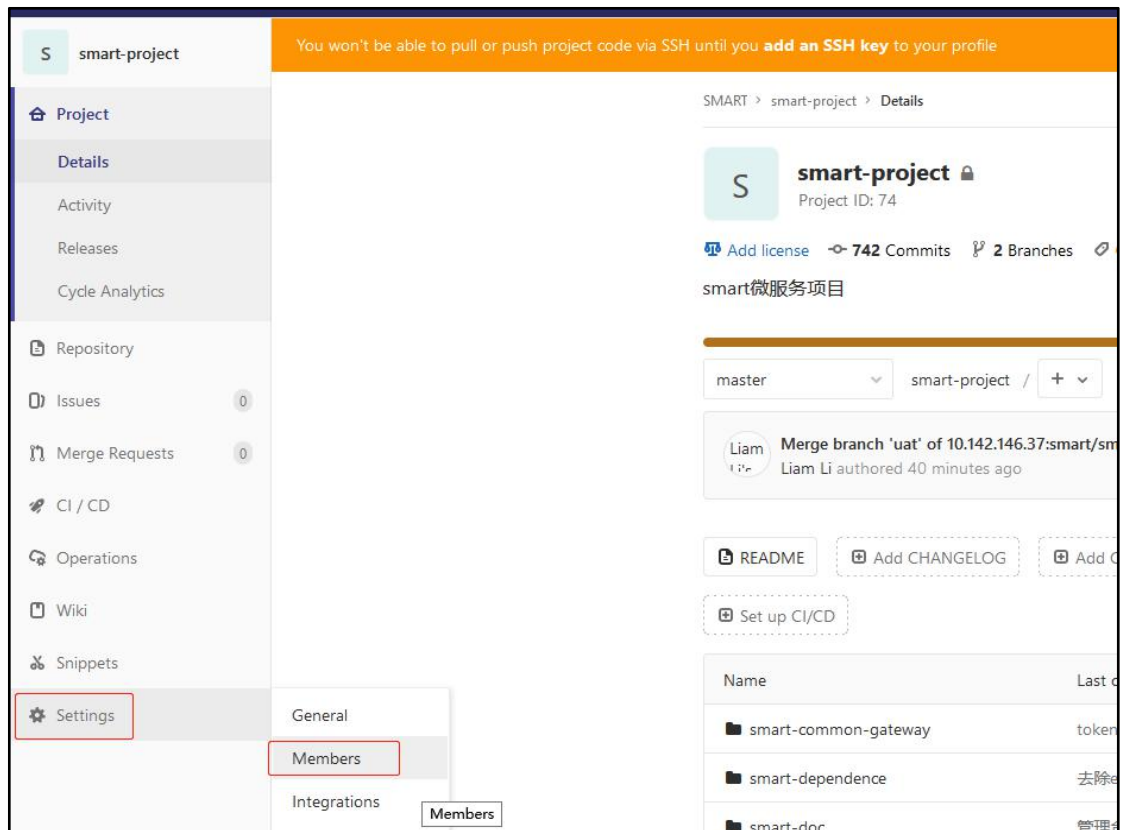 S smart-project
You won't be able to pull or push project code via SSH until you add an SSH key to your profile
Project
Details
Activity
Releases
Cycle Analytics
Repository
Issues 0
Merge Requests 0
CI / CD
Operations
Wiki
Snippets
Settings
General
Members
Integrations
Members
SMART > smart-project > Details
S
smart-project
Project ID: 74
Add license 742 Commits 2 Branches
smart微服务项目
master smart-project / +
Liam
Merge branch 'uat' of 10.142.146.37:smart/sm
Liam Li authored 40 minutes ago
README Add CHANGELOG Add
Set up CI/CD
Name Last
smart-common-gateway token
smart-dependence 去除
smart-doc 管理